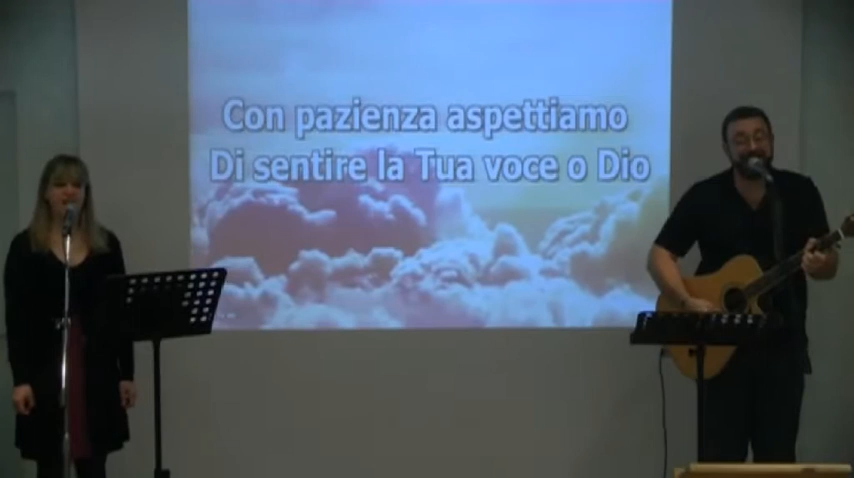 Con pazienza aspettiamo
Di sentire la Tua voce o Dio